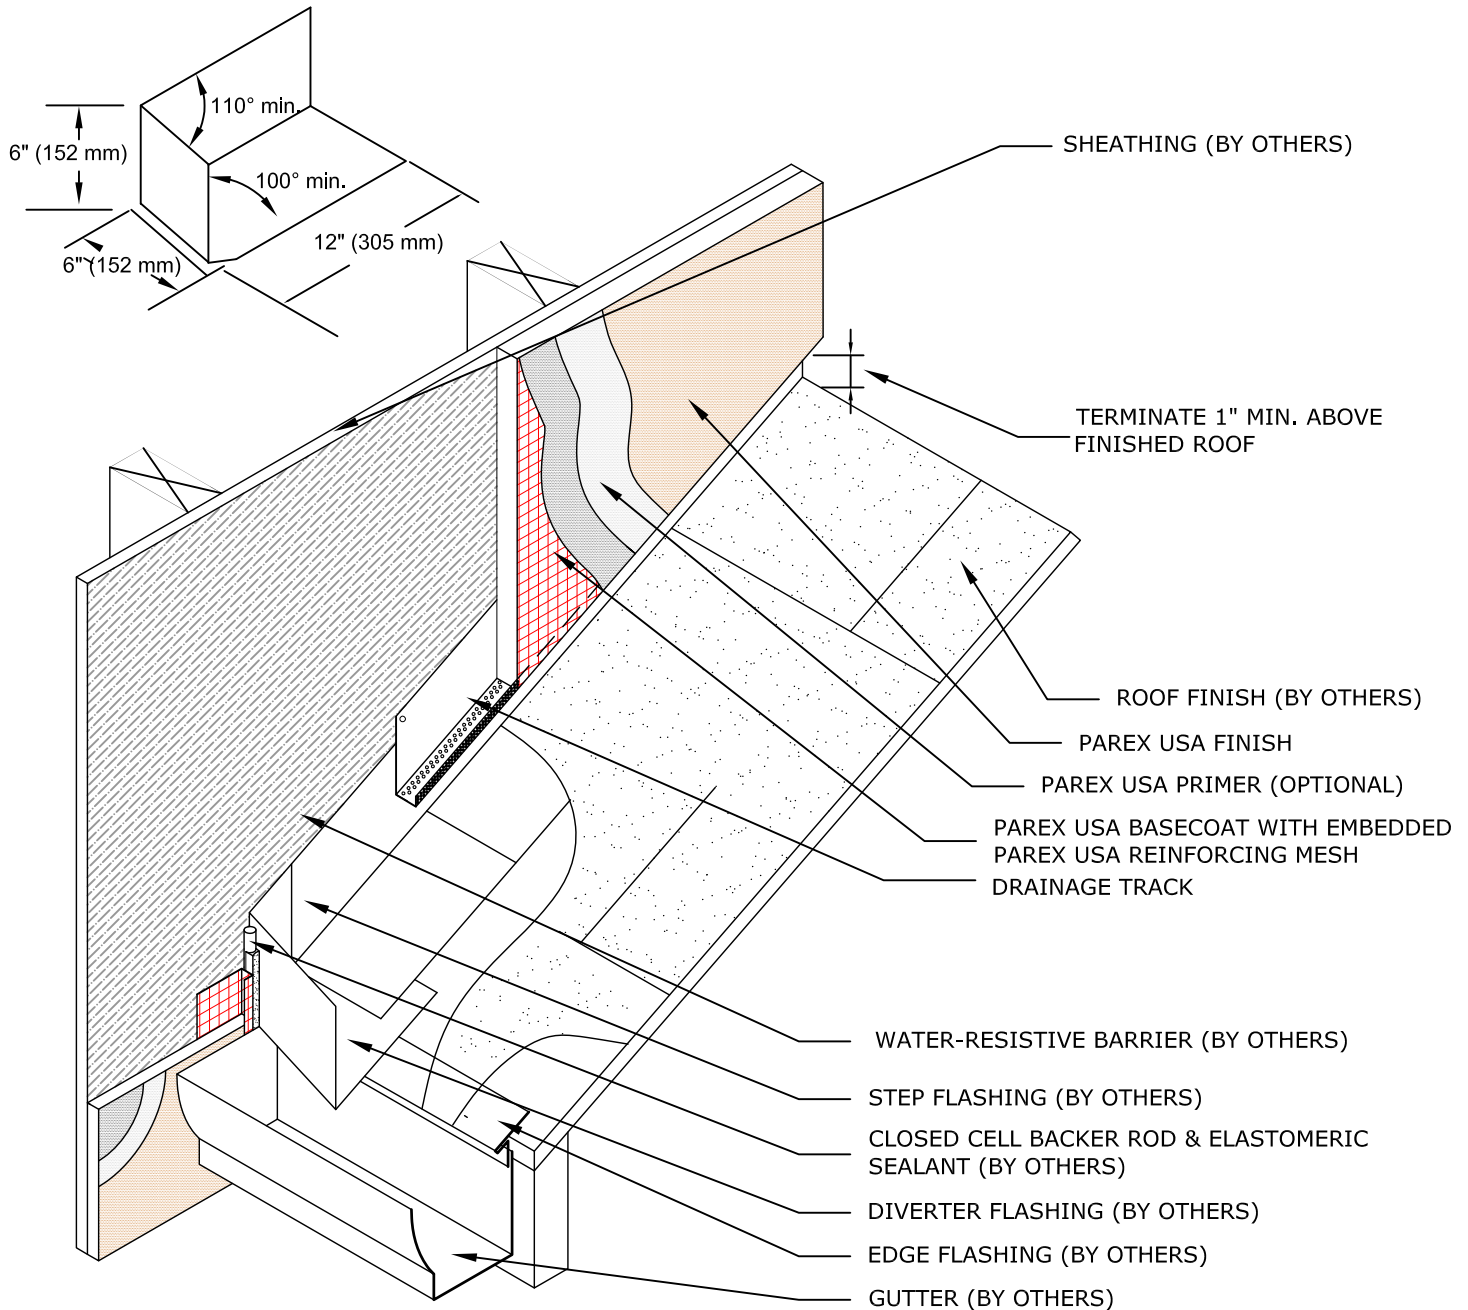 110° min.
6" (152 mm)
100° min.
12" (305 mm)
6" (152 mm)
SHEATHING (BY OTHERS)
TERMINATE 1" MIN. ABOVE
FINISHED ROOF
ROOF FINISH (BY OTHERS)
PAREX USA FINISH
PAREX USA PRIMER (OPTIONAL)
PAREX USA BASECOAT WITH EMBEDDED
PAREX USA REINFORCING MESH
DRAINAGE TRACK
WATER-RESISTIVE BARRIER (BY OTHERS)
STEP FLASHING (BY OTHERS)
CLOSED CELL BACKER ROD & ELASTOMERIC
SEALANT (BY OTHERS)
DIVERTER FLASHING (BY OTHERS)
EDGE FLASHING (BY OTHERS)
GUTTER (BY OTHERS)